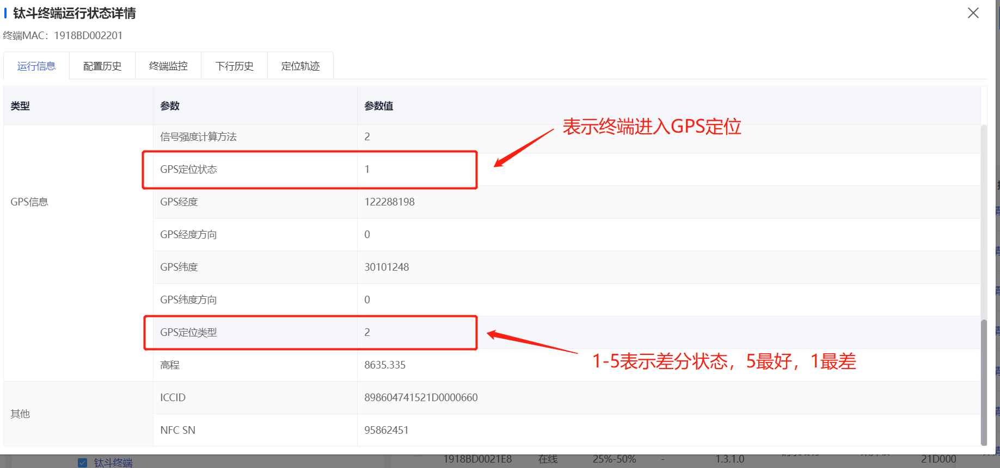 钛斗终端运行状态详情
终端MAC：1918BD002201
运行信息 配置历史 终端监控 下行历史 定位轨迹
类型 参数 参数值
表示终端进入GPS定位
信号强度计算方法 2
GPS定位状态 1
GPS信息 GPS经度 122288198
GPS经度方向 0
GPS纬度 30101248
GPS纬度方向 0
GPS定位类型 2
1-5表示差分状态，5最好，1最差
高程 8635.335
ICCID 898604741521D0000660
其他
NFC SN 95862451
1918BD0021E8 在线 25%-50% - 1.3.1.0 21D000
钛斗终端